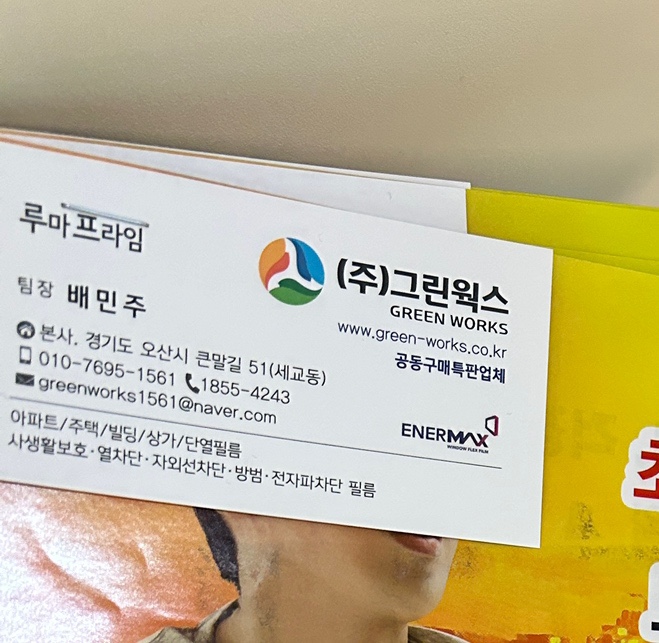 루마프라임
(주)그린웍스
GREEN WORKS
www.green-works.co.kr
공동구매특판업체
팀장 배민주
본사. 경기도 오산시 큰말길 51(세교동)
010-7695-1561 1855-4243
greenworks1561@naver.com
ENERMAX
WINDOW FLEX FILM
아파트/주택/빌딩/상가/단열필름
사생활보호·열차단·자외선차단·방범·전자파차단 필름